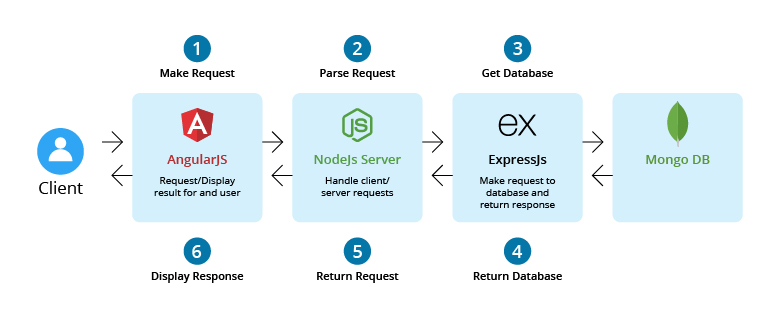 1
2
3
Make Request
Parse Request
Get Database
A
JS
ex
Client
AngularJS
NodeJs Server
ExpressJs
Mongo DB
Request/Display
result for and user
Handle client/
server requests
Make request to
database and
return response
6
5
4
Display Response
Return Request
Return Database